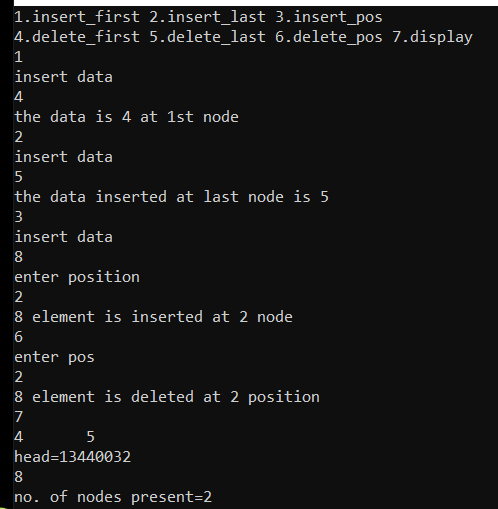 1.insert_first 2.insert_last 3.insert_pos
4.delete_first 5.delete_last 6.delete_pos 7.display
1
insert data
4
the data is 4 at 1st node
2
insert data
5
the data inserted at last node is 5
3
insert data
8
enter position
2
8 element is inserted at 2 node
6
enter pos
2
8 element is deleted at 2 position
7
4       5
head=13440032
8
no. of nodes present=2